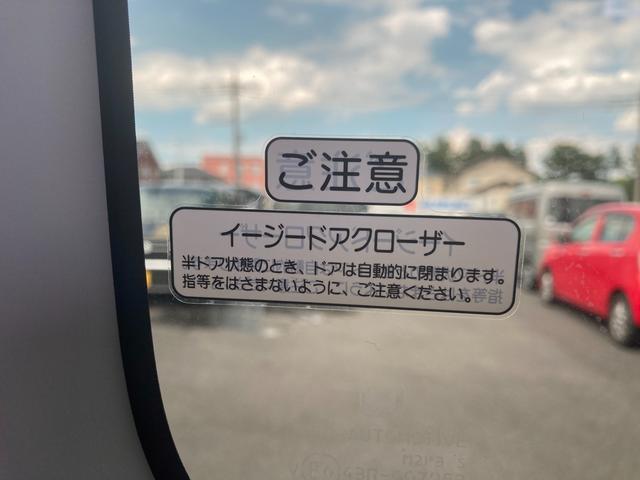 ご注意
イージードアクローザー
半ドア状態のとき、ドアは自動的に閉まります。
指等をはさまないように、ご注意ください。